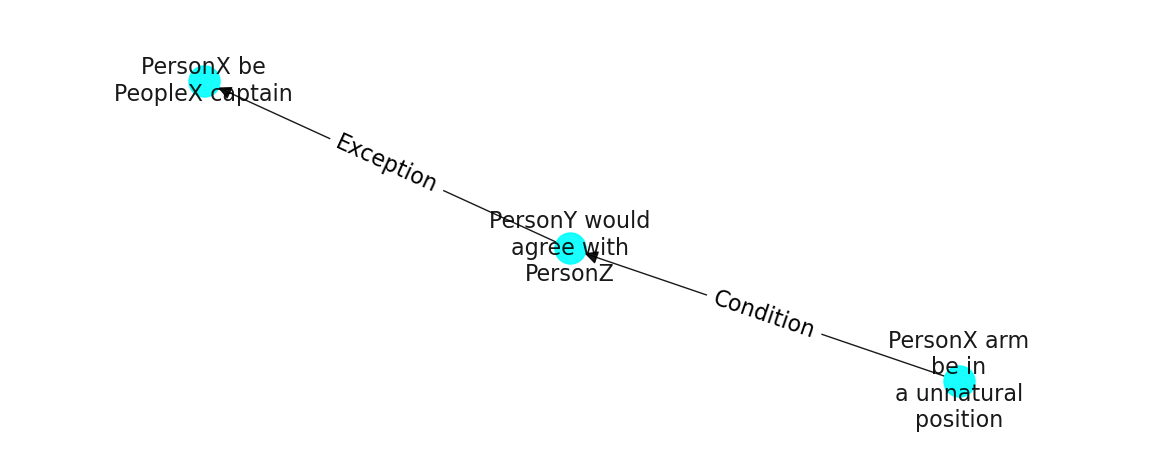 PersonX be
PeopleX captain
Exception
PersonY would
agree with
PersonZ
Condition
PersonX arm
be in
a unnatural
position